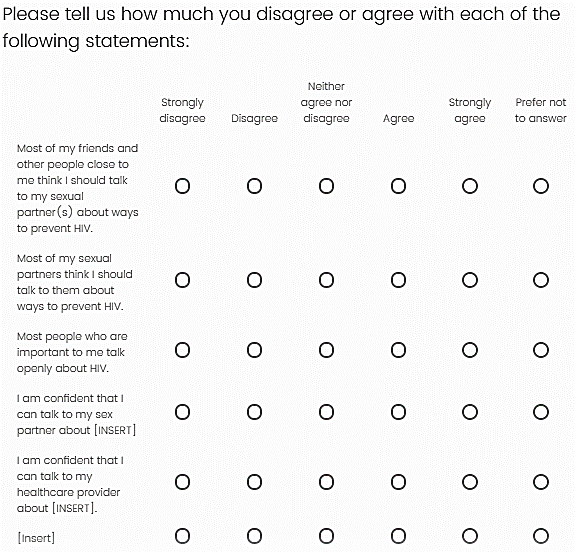 Please tell us how much you disagree or agree with each of the
following statements:
Strongly disagree
Disagree
Neither agree nor disagree
Agree
Strongly agree
Prefer not to answer
Most of my friends and
other people close to
me think I should talk
to my sexual
partner(s) about ways
to prevent HIV.
Most of my sexual
partners think I should
talk to them about
ways to prevent HIV.
Most people who are
important to me talk
openly about HIV.
I am confident that I
can talk to my sex
partner about [INSERT]
I am confident that I
can talk to my
healthcare provider
about [INSERT].
[Insert]